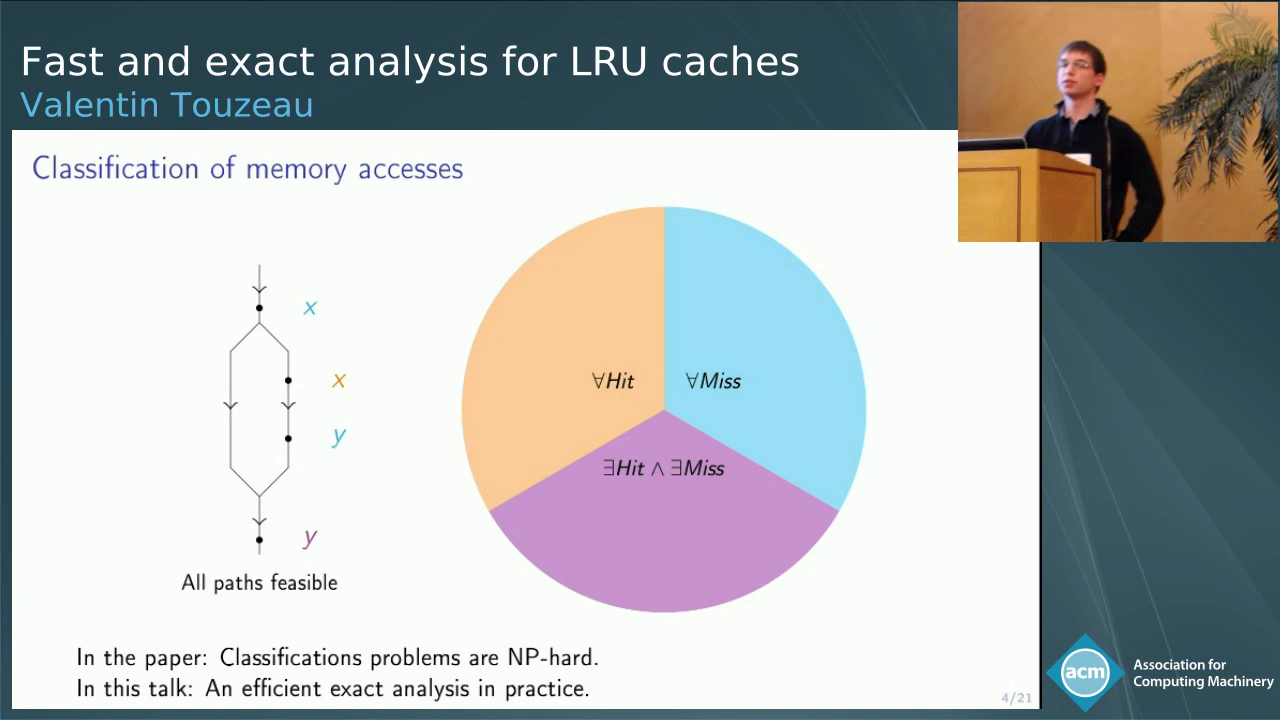 Fast and exact analysis for LRU caches
Valentin Touzeau
Classification of memory accesses
x
x
y
y
All paths feasible
∀Hit
∀Miss
∃Hit ∧ ∃Miss
In the paper: Classifications problems are NP-hard.
In this talk: An efficient exact analysis in practice.
4/21
acm
Association for
Computing Machinery